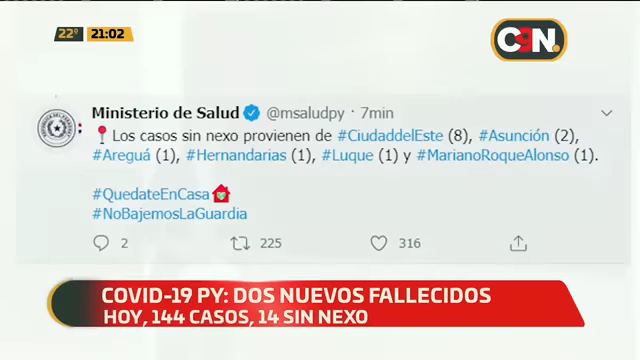 22º 21:02
C9N.
Ministerio de Salud @msaludpy · 7min
Los casos sin nexo provienen de #CiudaddelEste (8), #Asunción (2),
#Areguá (1), #Hernandarias (1), #Luque (1) y #MarianoRoqueAlonso (1).
#QuedateEnCasa
#NoBajemosLaGuardia
2 225 316
COVID-19 PY: DOS NUEVOS FALLECIDOS
HOY, 144 CASOS, 14 SIN NEXO